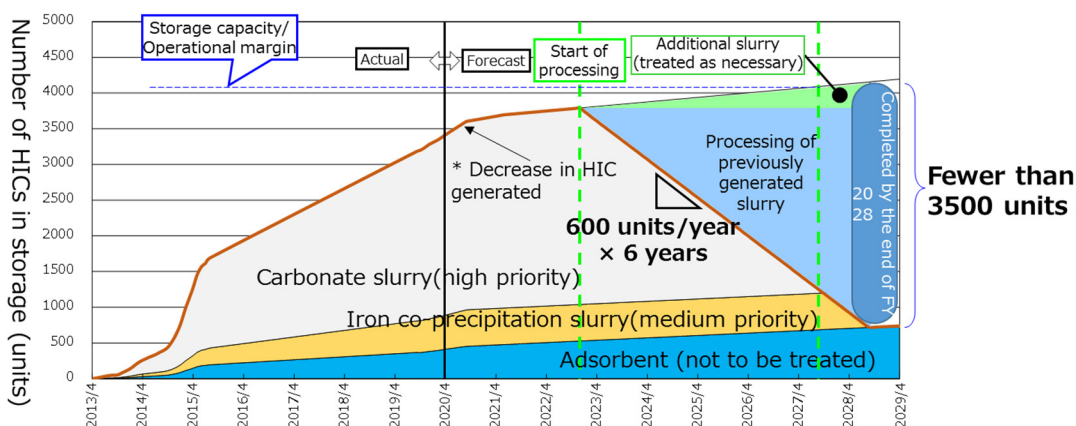 Number of HICs in storage (units)
5000
4500
4000
3500
3000
2500
2000
1500
1000
500
0
Storage capacity/
Operational margin
Actual
Forecast
Start of
processing
Additional slurry
(treated as necessary)
* Decrease in HIC
generated
Processing of
previously
generated
slurry
600 units/year
× 6 years
Completed by the end of FY
20
28
Fewer than
3500 units
Carbonate slurry(high priority)
Iron co-precipitation slurry(medium priority)
Adsorbent (not to be treated)
2013/4
2014/4
2015/4
2016/4
2017/4
2018/4
2019/4
2020/4
2021/4
2022/4
2023/4
2024/4
2025/4
2026/4
2027/4
2028/4
2029/4